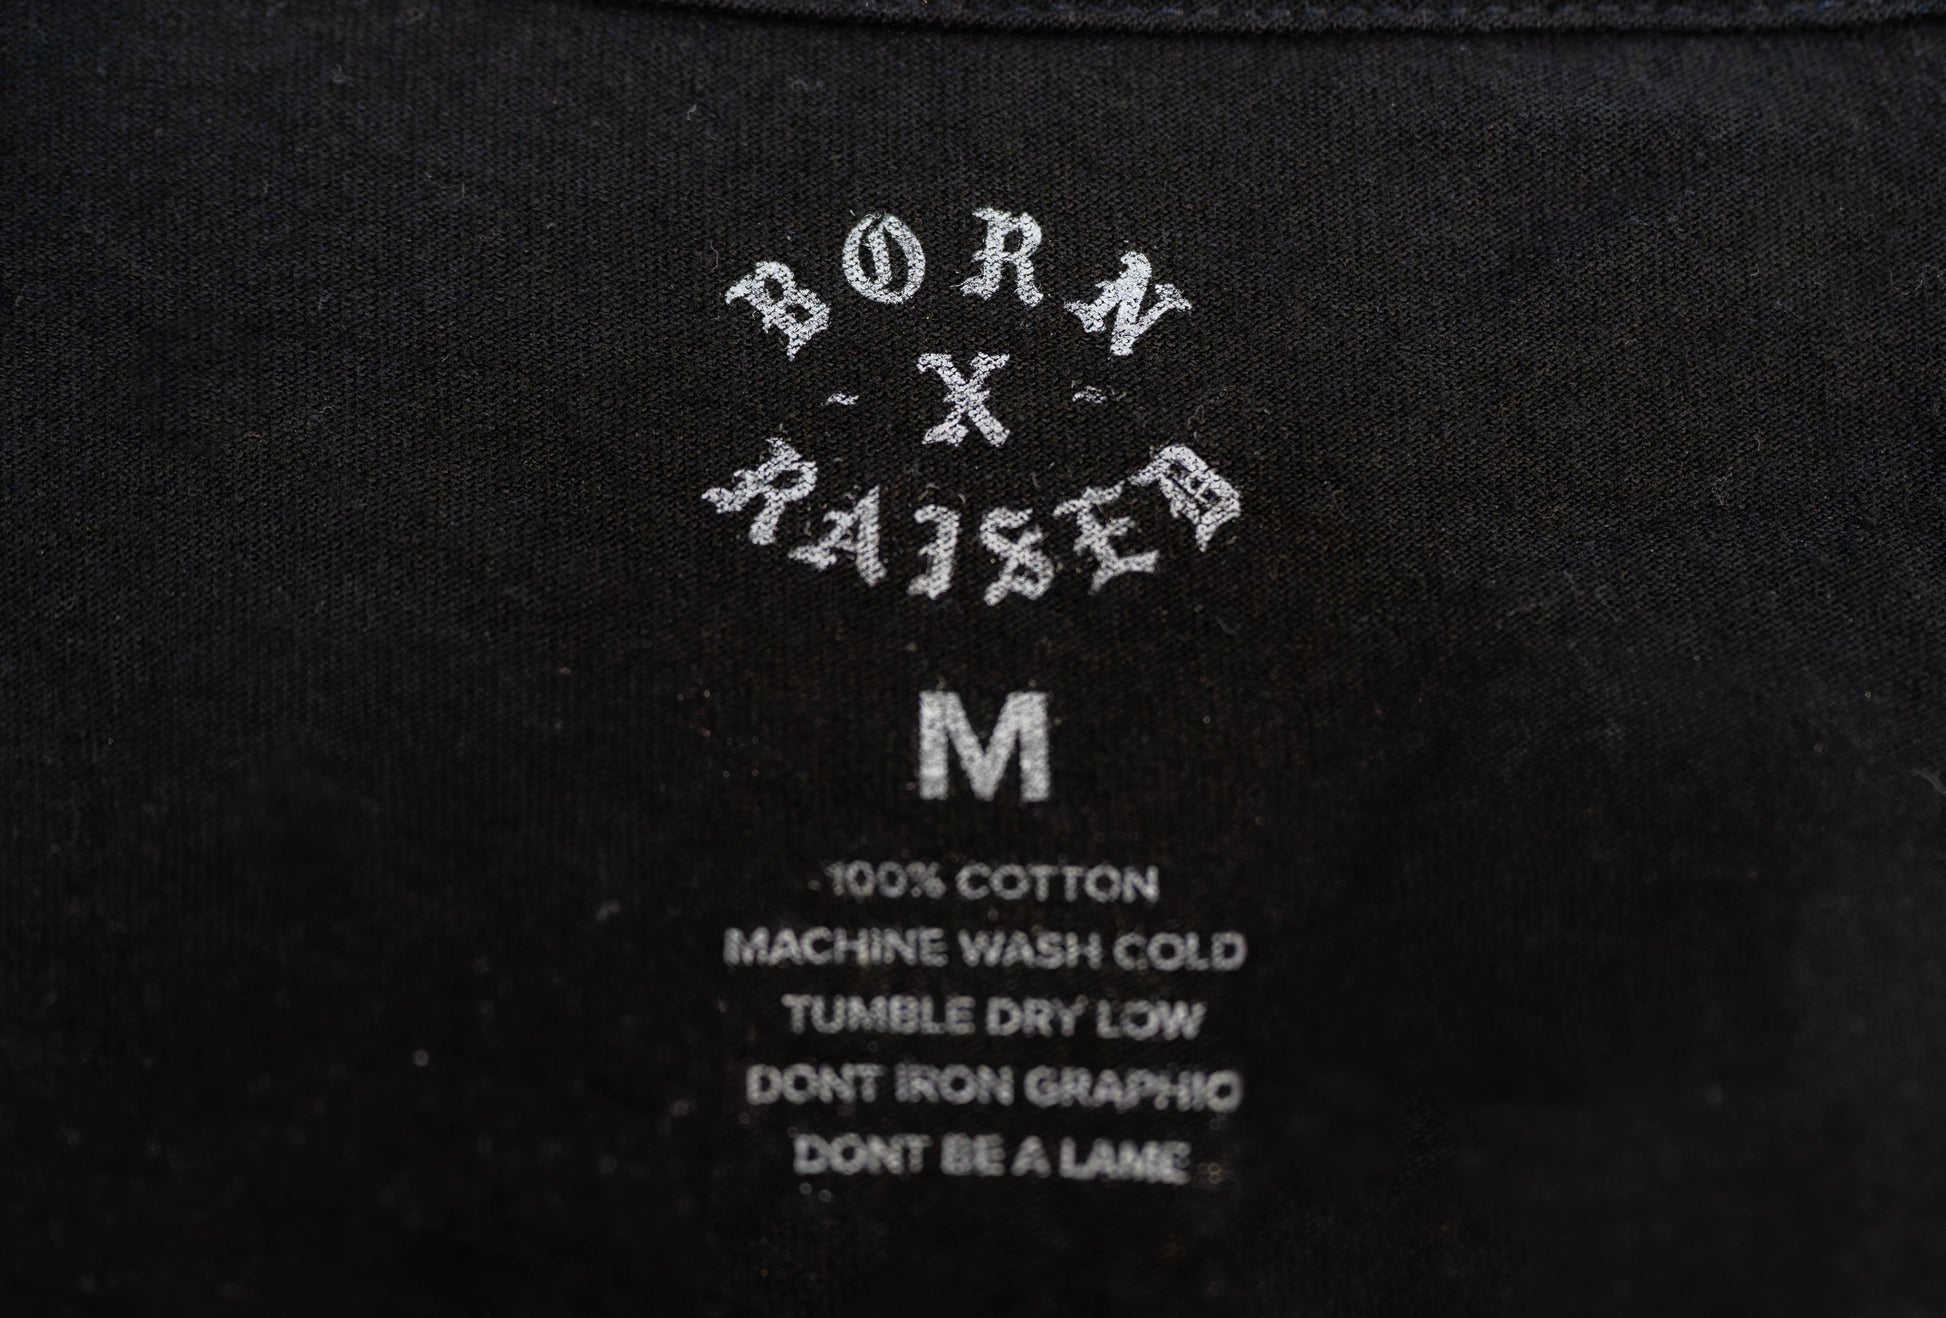 BORN
- X -
RAISED
M
100% COTTON
MACHINE WASH COLD
TUMBLE DRY LOW
DONT IRON GRAPHIC
DONT BE A LAME